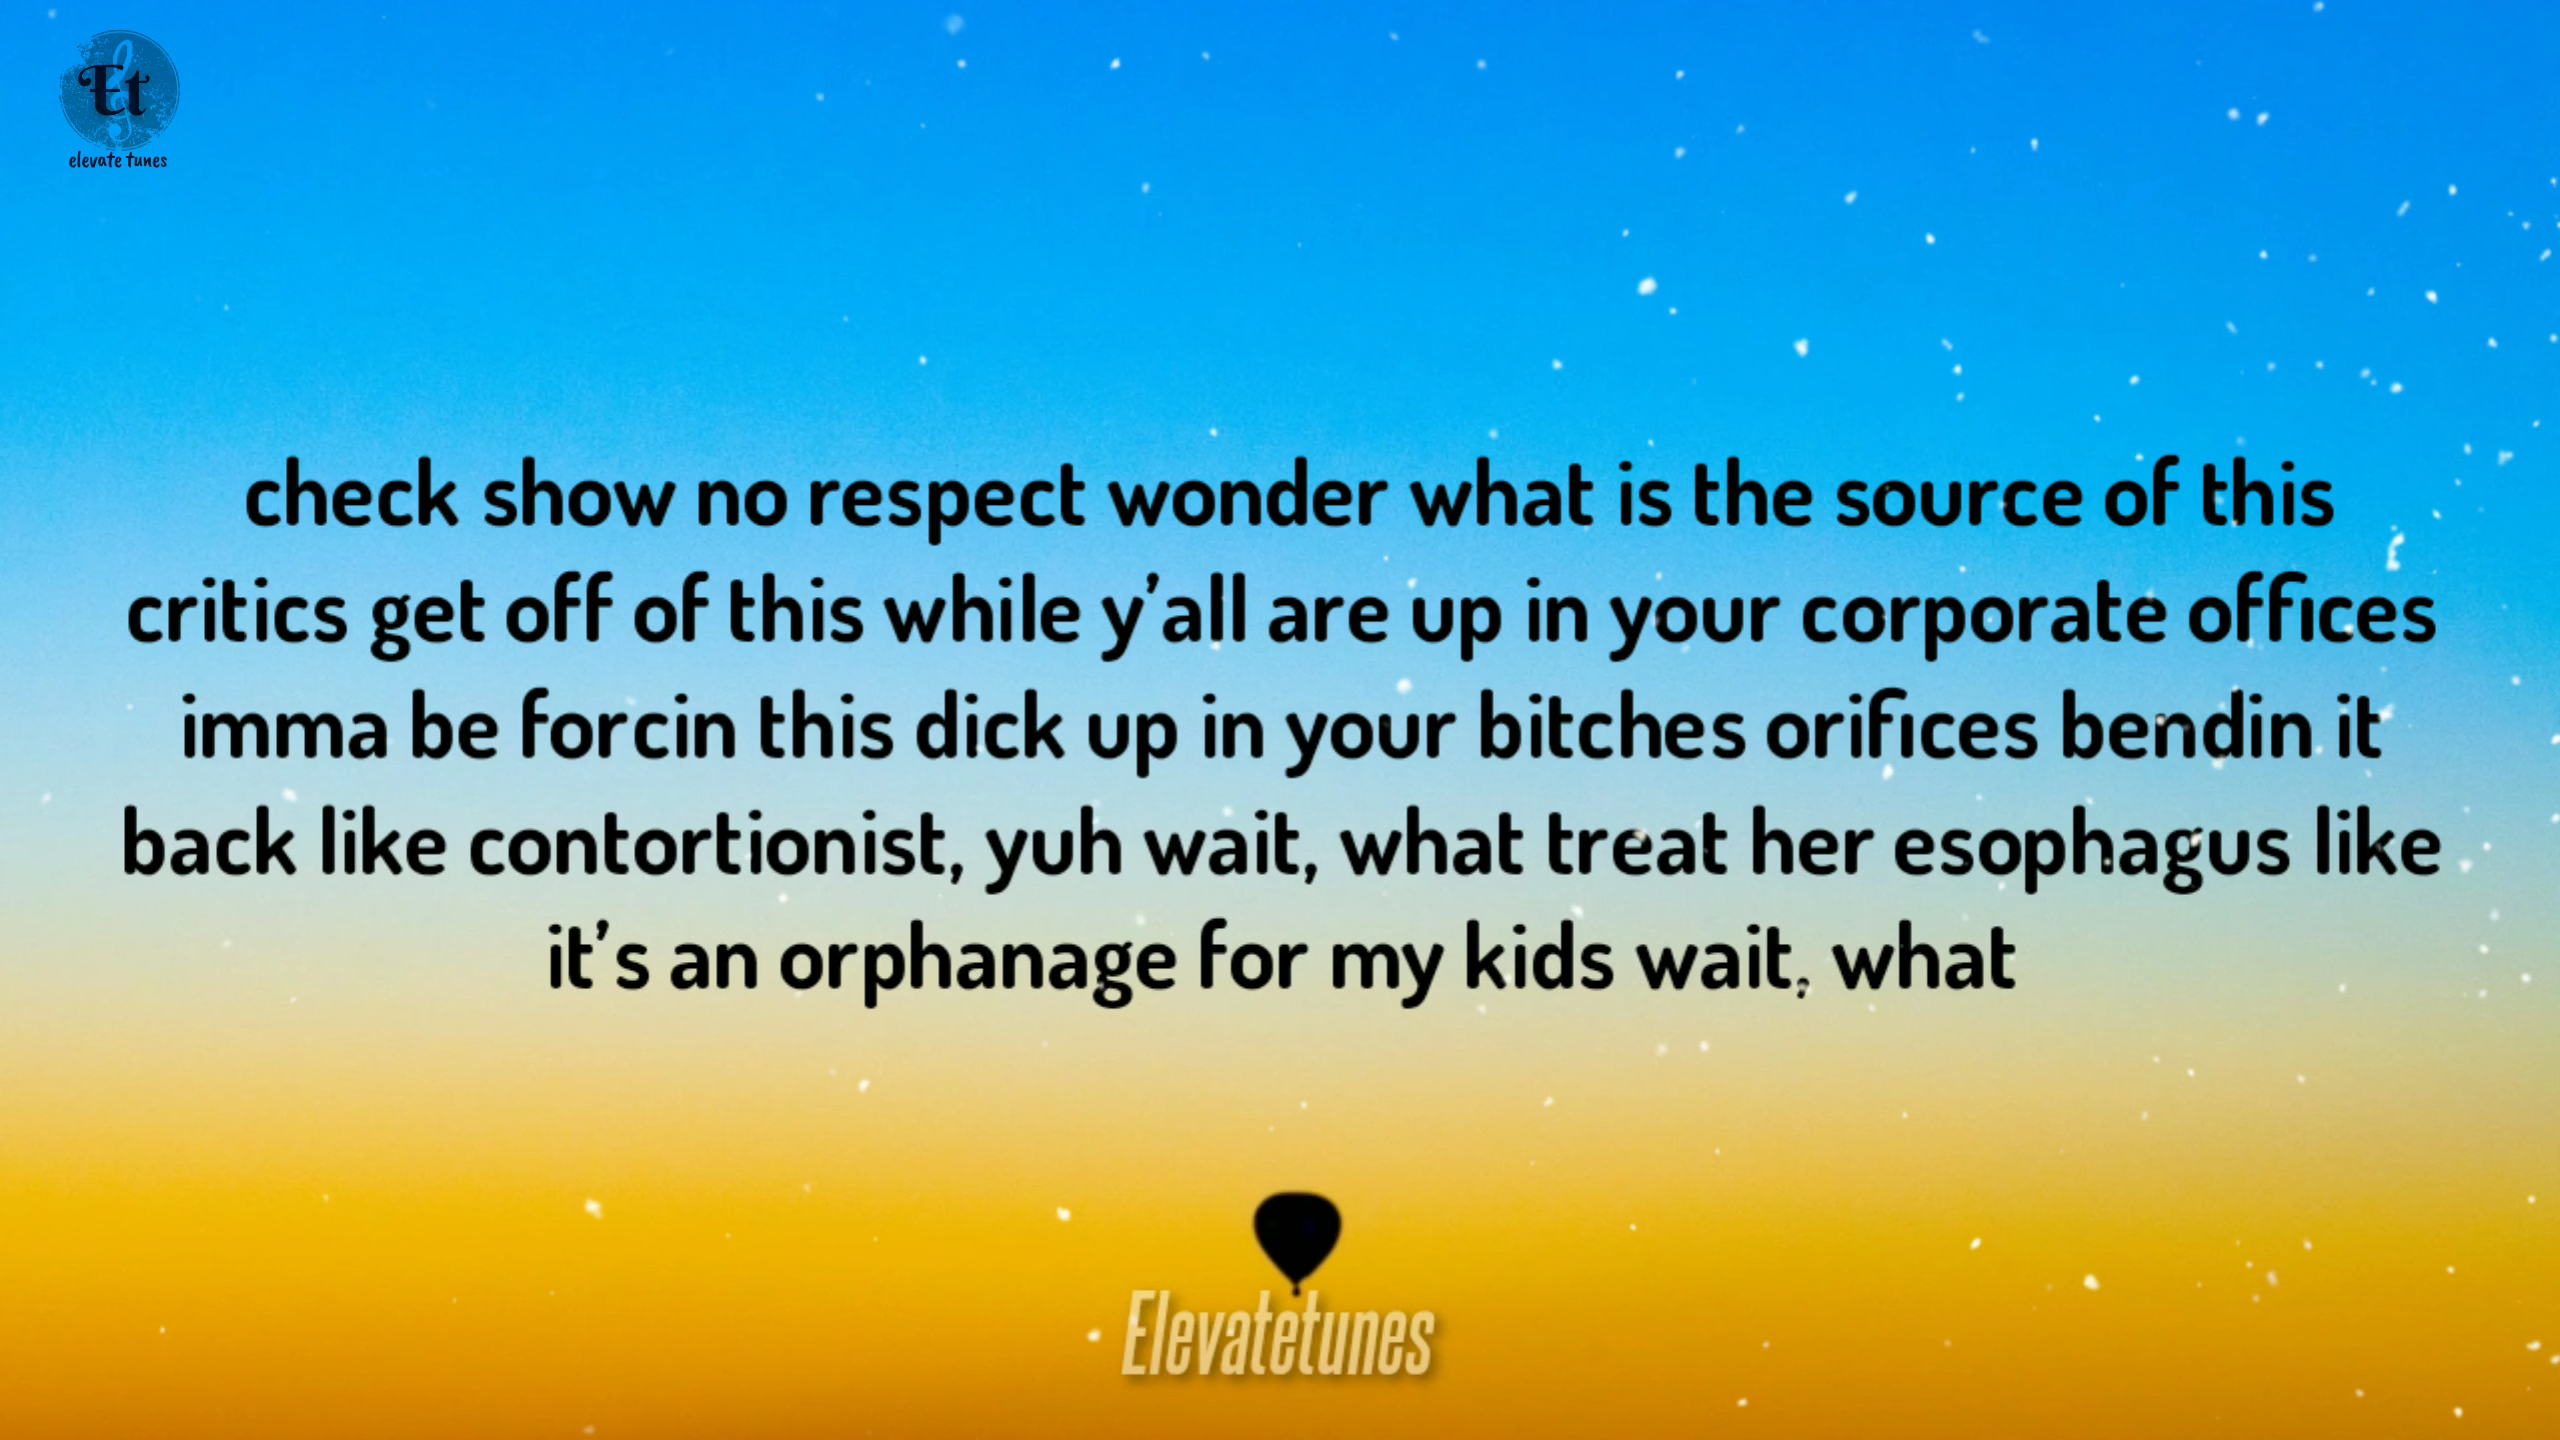 Et
elevate tunes
check show no respect wonder what is the source of this
critics get off of this while y’all are up in your corporate offices
imma be forcin this dick up in your bitches orifices bendin it
back like contortionist, yuh wait, what treat her esophagus like
it’s an orphanage for my kids wait, what
Elevatetunes